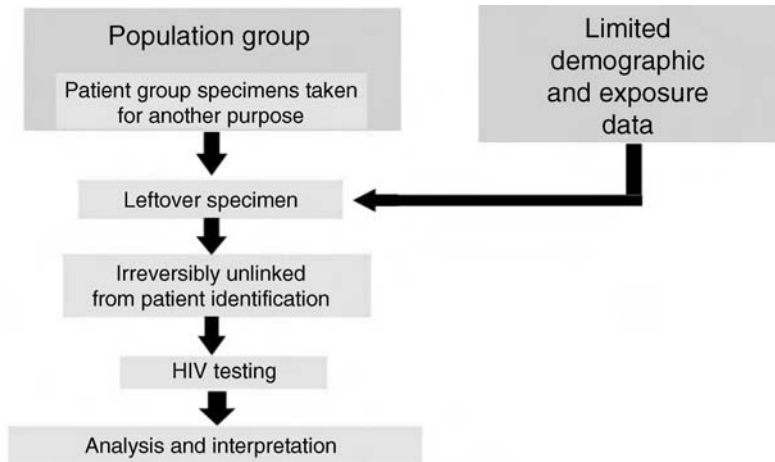 Population group
Patient group specimens taken
for another purpose
Limited
demographic
and exposure
data
Leftover specimen
Irreversibly unlinked
from patient identification
HIV testing
Analysis and interpretation